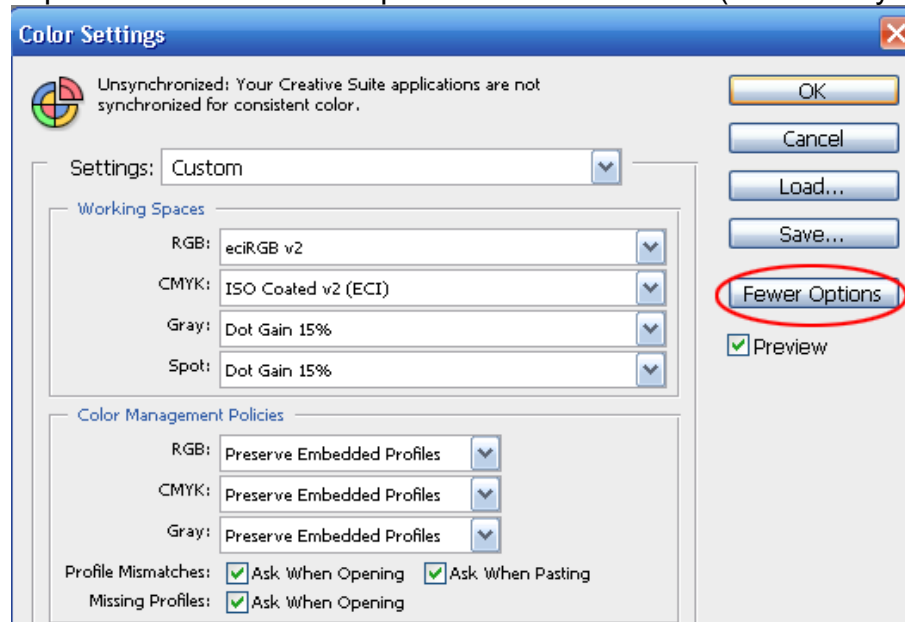 Color Settings
Unsynchronized: Your Creative Suite applications are not
synchronized for consistent color.
OK
Cancel
Load...
Save...
Fewer Options
Preview
Settings: Custom
Working Spaces
RGB: eciRGB v2
CMYK: ISO Coated v2 (ECI)
Gray: Dot Gain 15%
Spot: Dot Gain 15%
Color Management Policies
RGB: Preserve Embedded Profiles
CMYK: Preserve Embedded Profiles
Gray: Preserve Embedded Profiles
Profile Mismatches: Ask When Opening Ask When Pasting
Missing Profiles: Ask When Opening